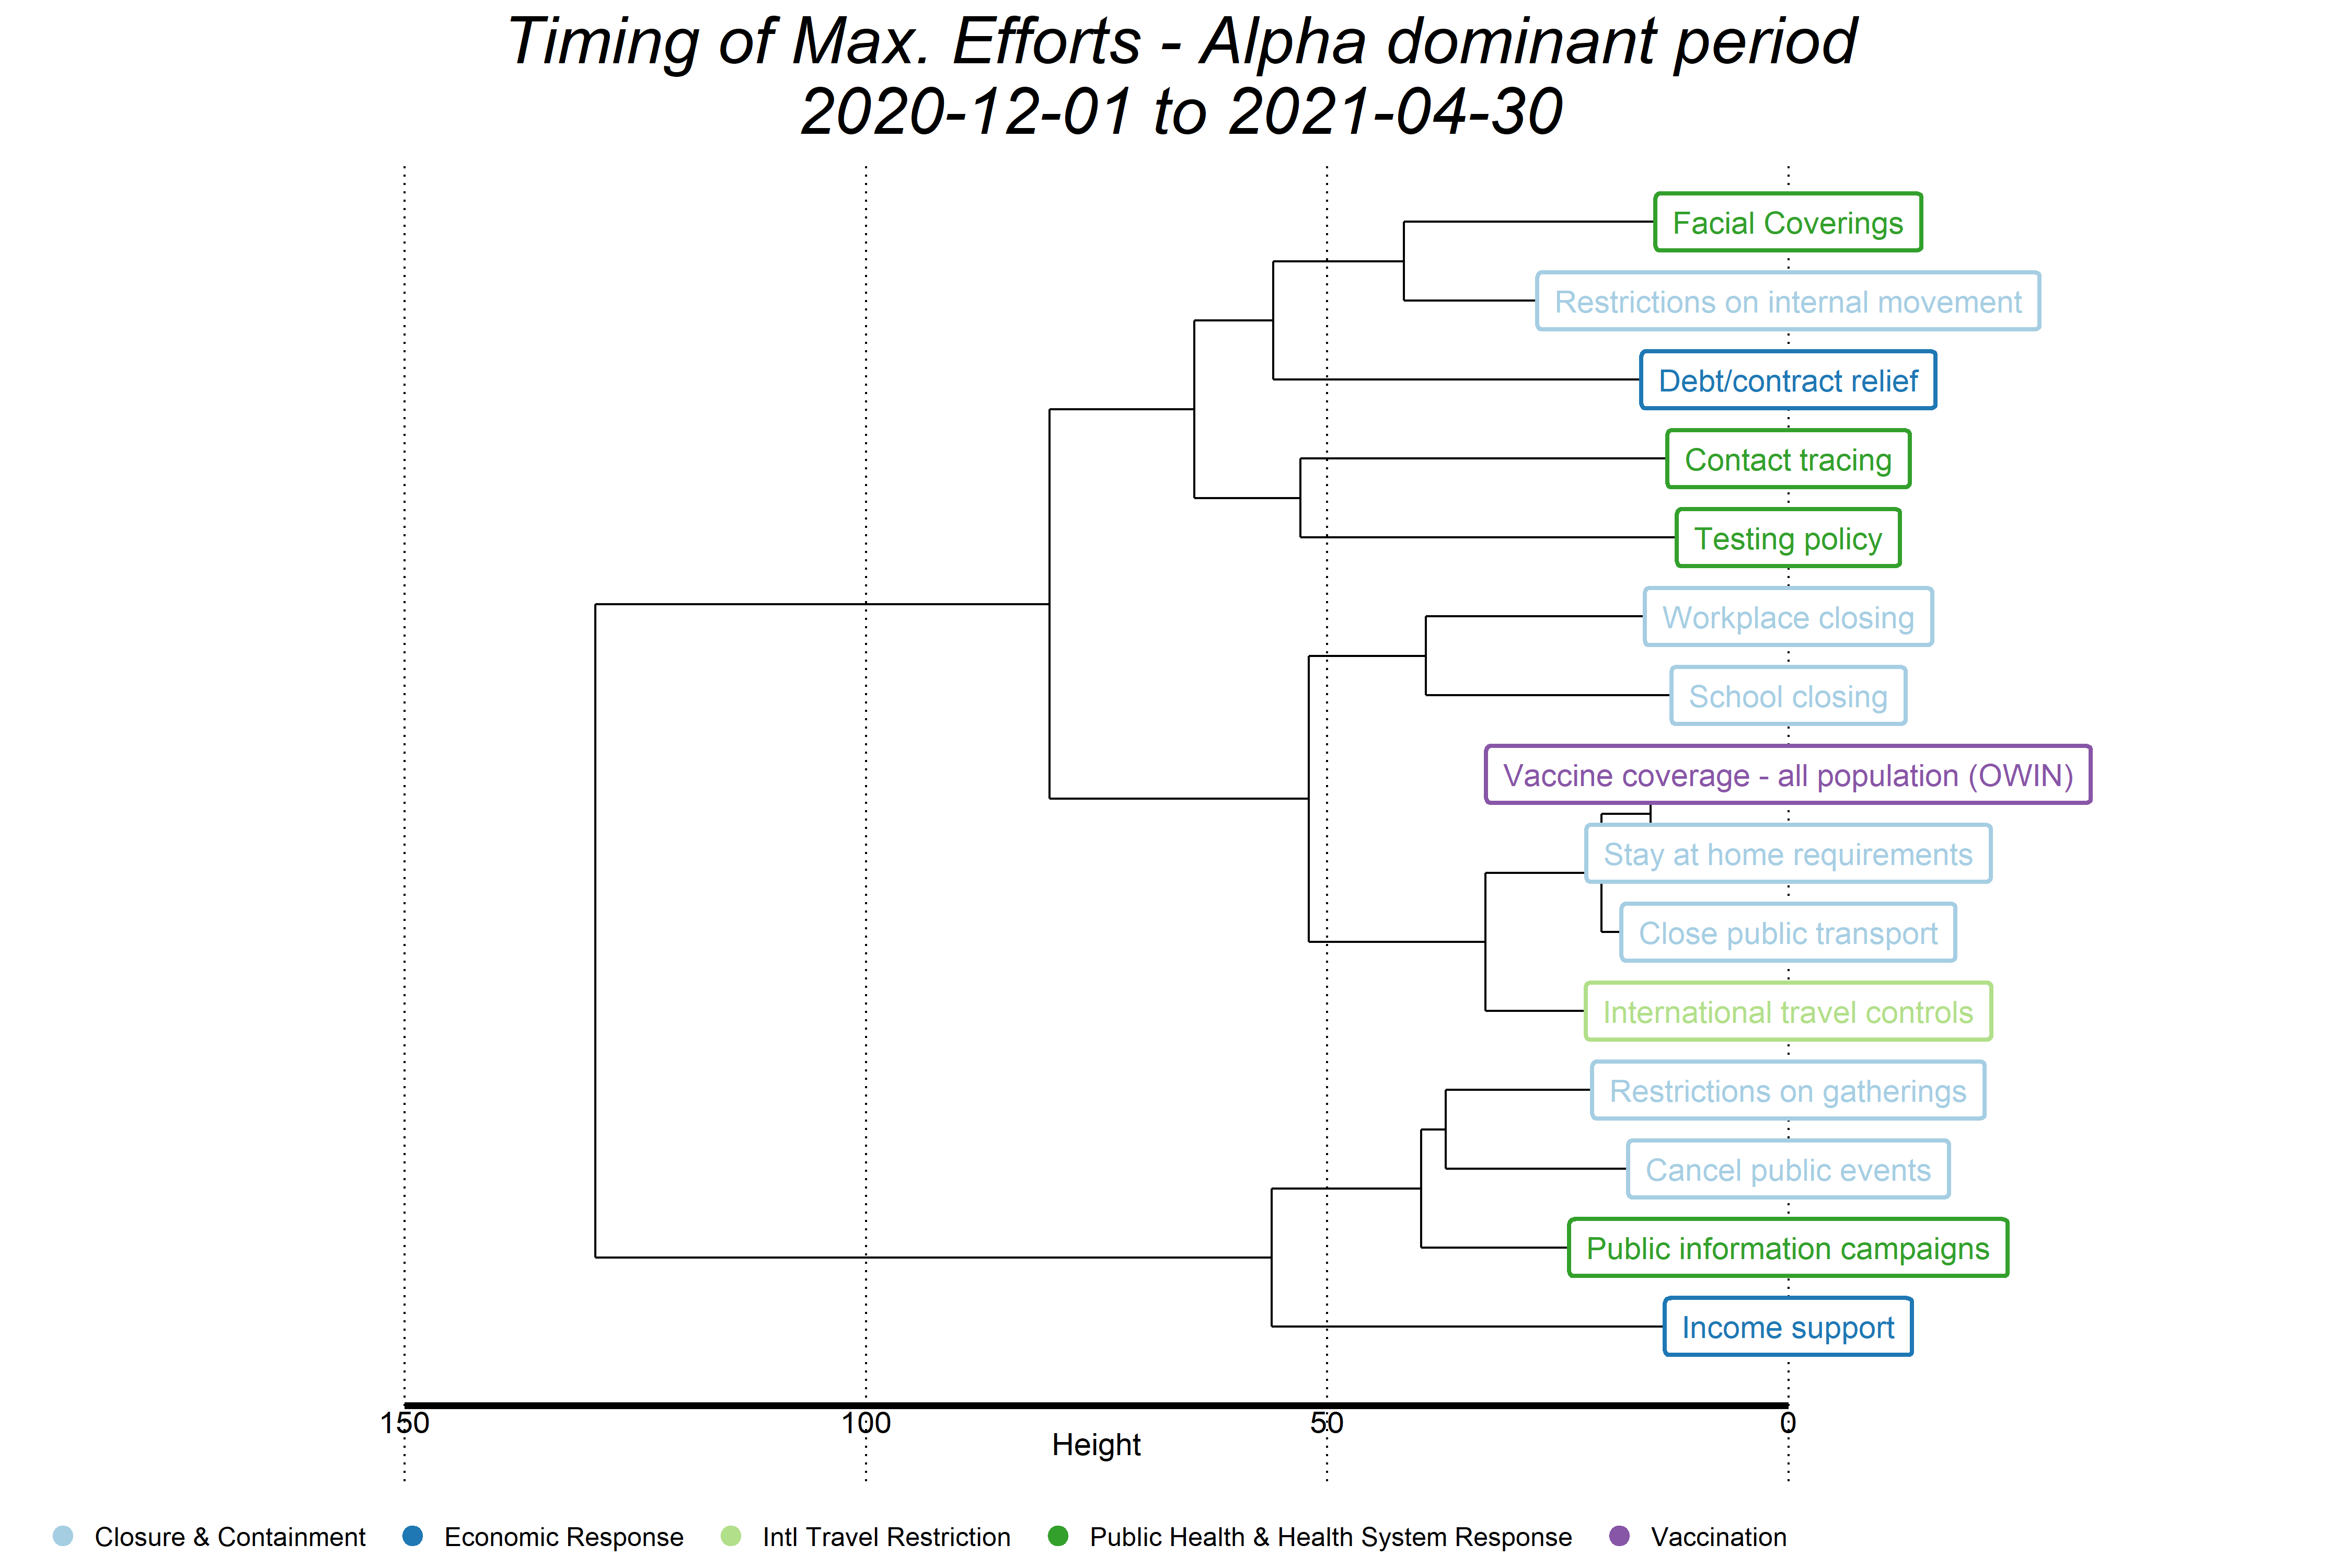 Timing of Max. Efforts - Alpha dominant period
2020-12-01 to 2021-04-30
Facial Coverings
Restrictions on internal movement
Debt/contract relief
Contact tracing
Testing policy
Workplace closing
School closing
Vaccine coverage - all population (OWIN)
Stay at home requirements
Close public transport
International travel controls
Restrictions on gatherings
Cancel public events
Public information campaigns
Income support
150 100 50 0
Height
Closure & Containment Economic Response Intl Travel Restriction Public Health & Health System Response Vaccination